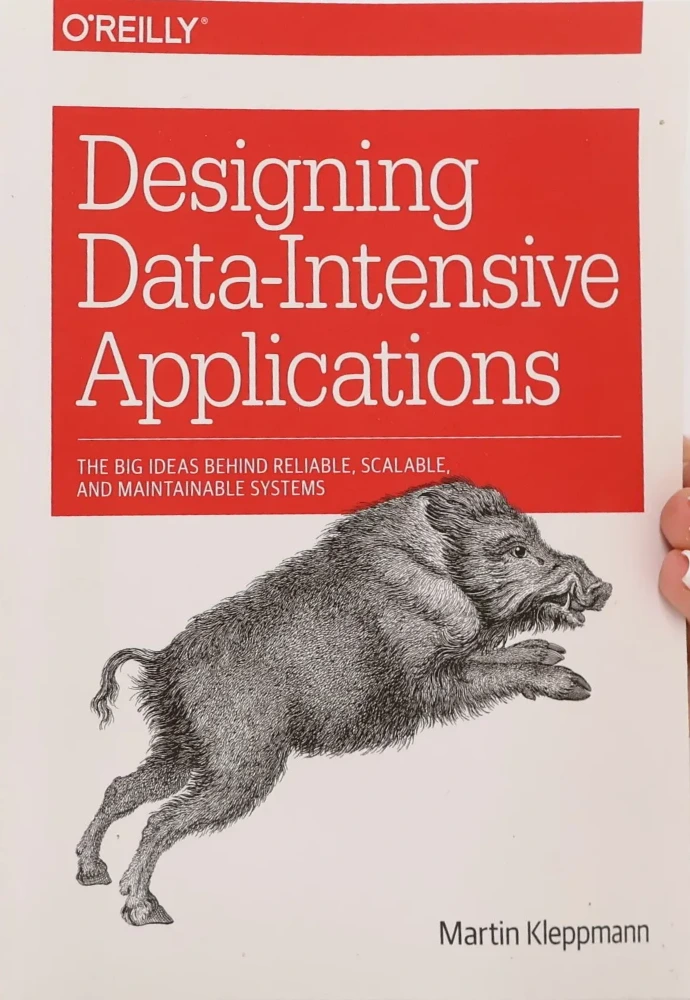 O'REILLY®
Designing
Data-Intensive
Applications
THE BIG IDEAS BEHIND RELIABLE, SCALABLE,
AND MAINTAINABLE SYSTEMS
Martin Kleppmann